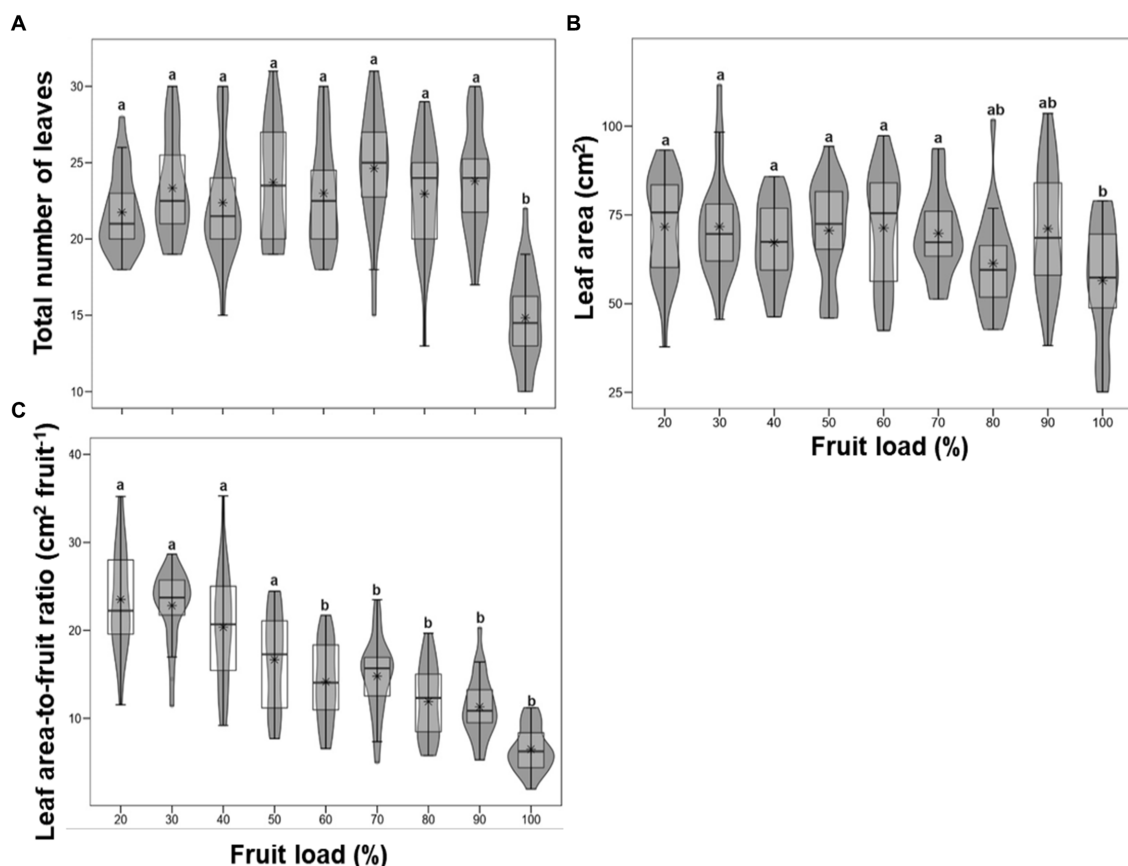 A
Total number of leaves
30
25
20
15
10
a a a a a a a a b
B
Leaf area (cm²)
100
75
50
25
a a a a a a ab ab b
20 30 40 50 60 70 80 90 100
Fruit load (%)
C
Leaf area-to-fruit ratio (cm² fruit⁻¹)
40
30
20
10
a a a a b b b b b
20 30 40 50 60 70 80 90 100
Fruit load (%)